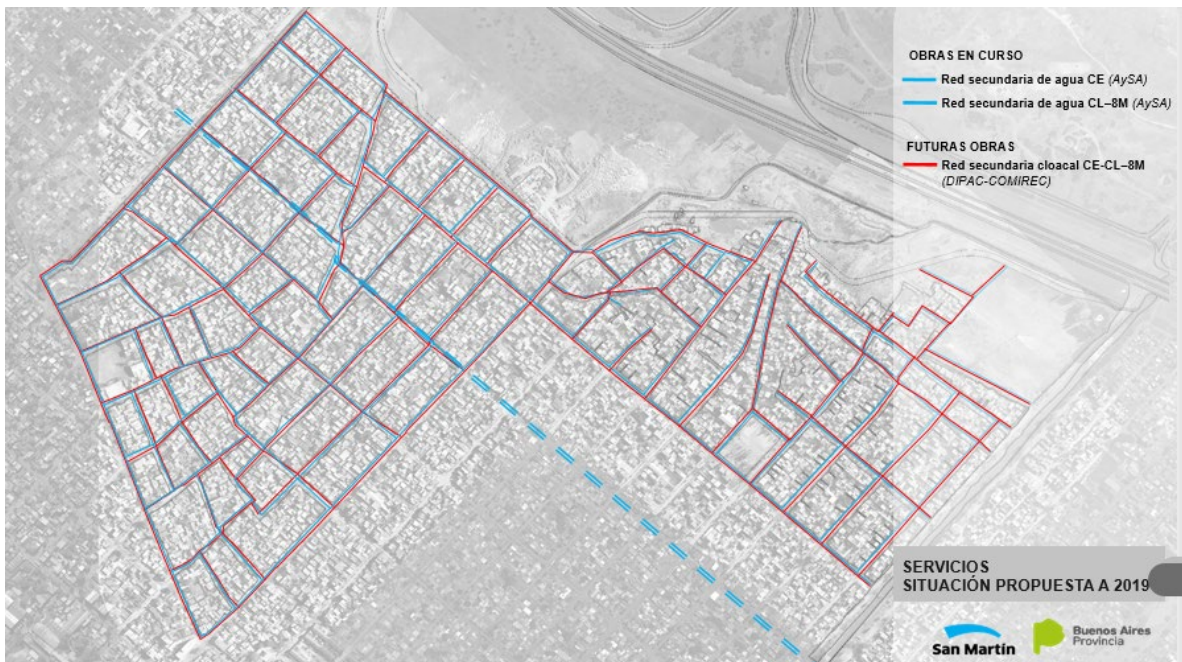 OBRAS EN CURSO
Red secundaria de agua CE (AySA)
Red secundaria de agua CL–8M (AySA)
FUTURAS OBRAS
Red secundaria cloacal CE-CL–8M
(DIPAC-COMIREC)
SERVICIOS
SITUACIÓN PROPUESTA A 2019
San Martín
Buenos Aires
Provincia